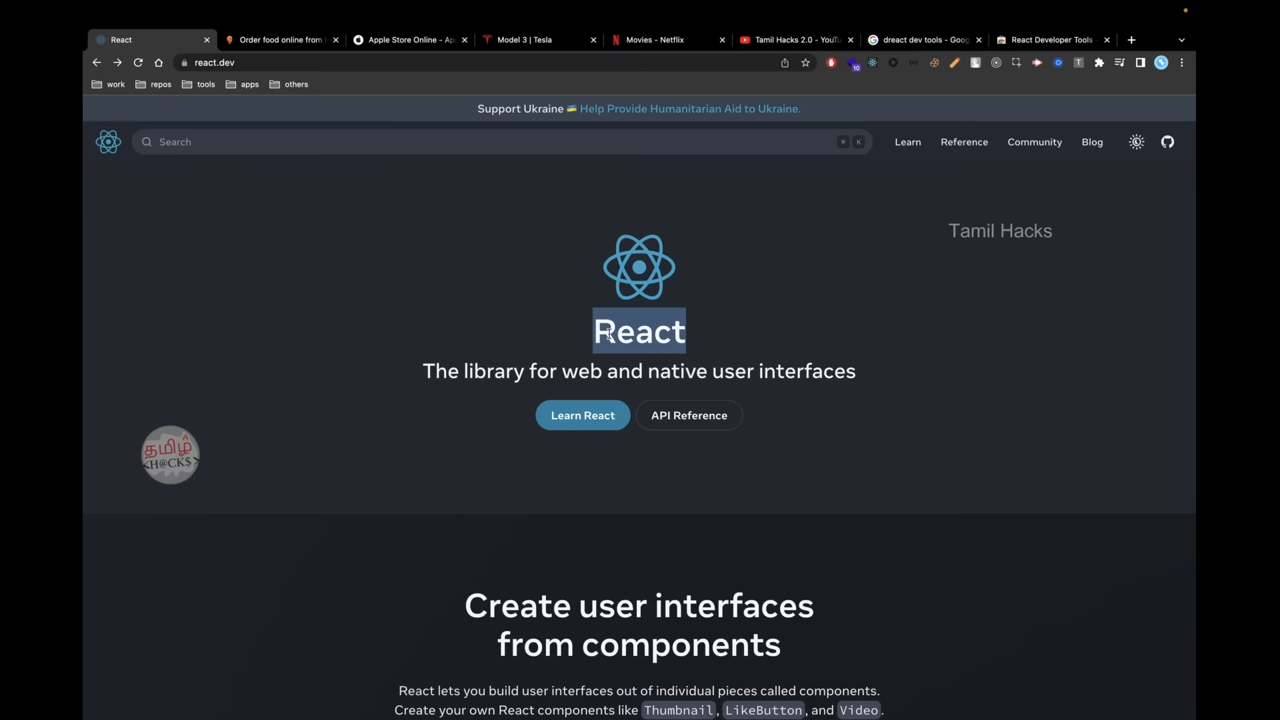 React
Order food online from
Apple Store Online - Ap
Model 3 | Tesla
Movies - Netflix
Tamil Hacks 2.0 - YouTu
dreact dev tools - Goog
React Developer Tools
react.dev
10
work
repos
tools
apps
others
Support Ukraine 🇺🇦 Help Provide Humanitarian Aid to Ukraine.
Search
⌘ K
Learn
Reference
Community
Blog
Tamil Hacks
React
The library for web and native user interfaces
Learn React
API Reference
தமிழ்
<H@CK$>
Create user interfaces
from components
React lets you build user interfaces out of individual pieces called components.
Create your own React components like Thumbnail, LikeButton, and Video.